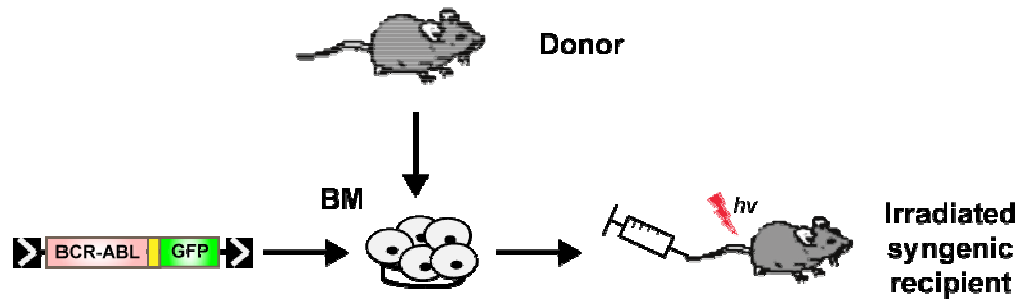 Donor
BM
BCR-ABL GFP
hv
Irradiated
syngenic
recipient